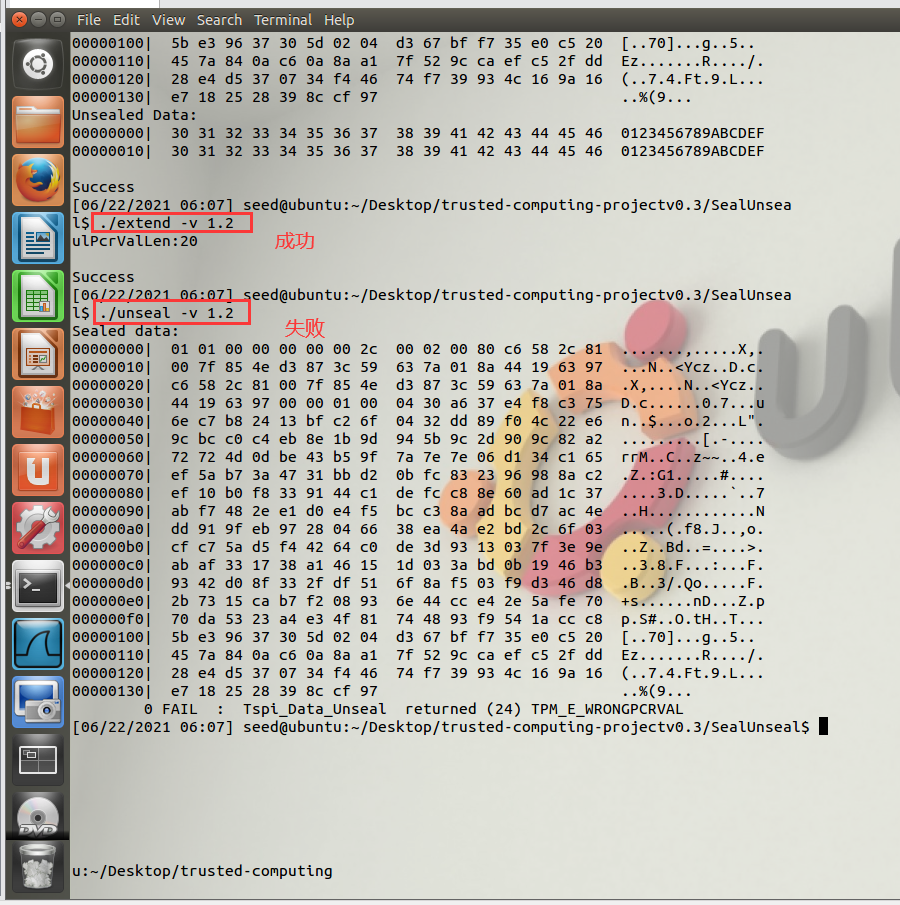 File Edit View Search Terminal Help
00000100|  5b e3 96 37 30 5d 02 04  d3 67 bf f7 35 e0 c5 20  [..70]...g..5..
00000110|  45 7a 84 0a c6 0a 8a a1  7f 52 9c ca ef c5 2f dd  Ez.......R..../.
00000120|  28 e4 d5 37 07 34 f4 46  74 f7 39 93 4c 16 9a 16  (..7.4.Ft.9.L...
00000130|  e7 18 25 28 39 8c cf 97                           ..%(9...
Unsealed Data:
00000000|  30 31 32 33 34 35 36 37  38 39 41 42 43 44 45 46  0123456789ABCDEF
00000010|  30 31 32 33 34 35 36 37  38 39 41 42 43 44 45 46  0123456789ABCDEF
Success
[06/22/2021 06:07] seed@ubuntu:~/Desktop/trusted-computing-projectv0.3/SealUnsea
l$ ./extend -v 1.2
ulPcrValLen:20 成功
Success
[06/22/2021 06:07] seed@ubuntu:~/Desktop/trusted-computing-projectv0.3/SealUnsea
l$ ./unseal -v 1.2
失败
Sealed data:
00000000|  01 01 00 00 00 00 00 2c  00 02 00 80 c6 58 2c 81  .......,.....X,.
00000010|  00 7f 85 4e d3 87 3c 59  63 7a 01 8a 44 19 63 97  ...N..<Ycz..D.c.
00000020|  c6 58 2c 81 00 7f 85 4e  d3 87 3c 59 63 7a 01 8a  .X,....N..<Ycz..
00000030|  44 19 63 97 00 00 01 00  04 30 a6 37 e4 f8 c3 75  D.c......0.7...u
00000040|  6e c7 b8 24 13 bf c2 6f  04 32 dd 89 f0 4c 22 e6  n..$...o.2...L".
00000050|  9c bc c0 c4 eb 8e 1b 9d  94 5b 9c 2d 90 9c 82 a2  .........[.-....
00000060|  72 72 4d 0d be 43 b5 9f  7a 7e 7e 06 d1 34 c1 65  rrM..C..z~~..4.e
00000070|  ef 5a b7 3a 47 31 bb d2  0b fc 83 23 96 98 8a c2  .Z.:G1.....#....
00000080|  ef 10 b0 f8 33 91 44 c1  de fc c8 8e 60 ad 1c 37  ....3.D.....`..7
00000090|  ab f7 48 2e e1 d0 e4 f5  bc c3 8a ad bc d7 ac 4e  ..H............N
000000a0|  dd 91 9f eb 97 28 04 66  38 ea 4a e2 bd 2c 6f 03  .....(.f8.J..,o.
000000b0|  cf c7 5a d5 f4 42 64 c0  de 3d 93 13 03 7f 3e 9e  ..Z..Bd..=....>.
000000c0|  ab af 33 17 38 a1 46 15  1d 03 3a bd 0b 19 46 b3  ..3.8.F...:...F.
000000d0|  93 42 d0 8f 33 2f df 51  6f 8a f5 03 f9 d3 46 d8  .B..3/.Qo.....F.
000000e0|  2b 73 15 ca b7 f2 08 93  6e 44 cc e4 2e 5a fe 70  +s......nD...Z.p
000000f0|  70 da 53 23 a4 e3 4f 81  74 48 93 f9 54 1a cc c8  p.S#..O.tH..T...
00000100|  5b e3 96 37 30 5d 02 04  d3 67 bf f7 35 e0 c5 20  [..70]...g..5..
00000110|  45 7a 84 0a c6 0a 8a a1  7f 52 9c ca ef c5 2f dd  Ez.......R..../.
00000120|  28 e4 d5 37 07 34 f4 46  74 f7 39 93 4c 16 9a 16  (..7.4.Ft.9.L...
00000130|  e7 18 25 28 39 8c cf 97                           ..%(9...
0 FAIL  :  Tspi_Data_Unseal  returned (24) TPM_E_WRONGPCRVAL
[06/22/2021 06:07] seed@ubuntu:~/Desktop/trusted-computing-projectv0.3/SealUnseal$
u:~/Desktop/trusted-computing